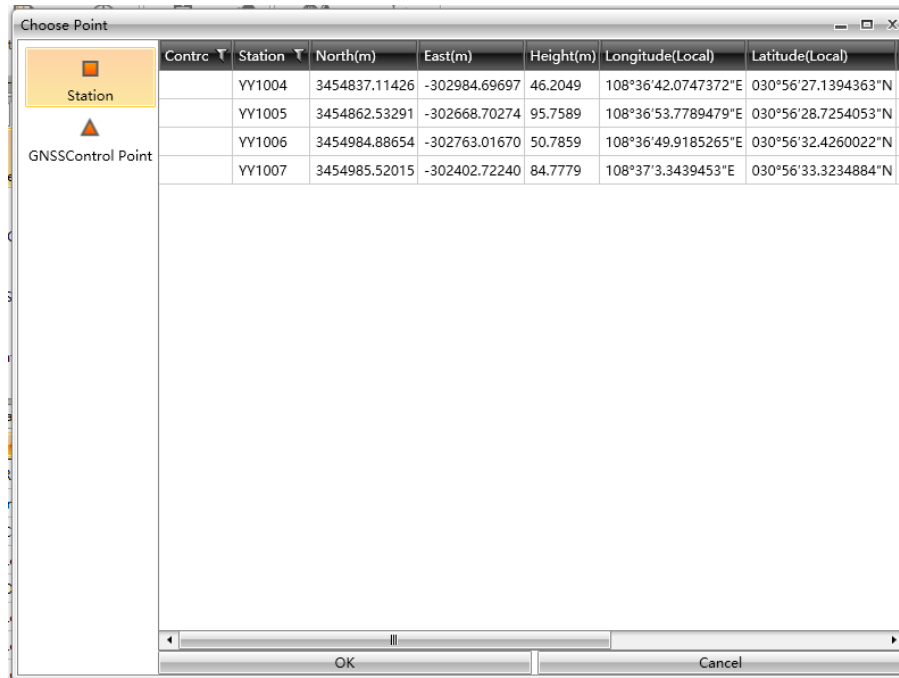 Choose Point
Station
GNSSControl Point
Contrc Station North(m) East(m) Height(m) Longitude(Local) Latitude(Local)
YY1004 3454837.11426 -302984.69697 46.2049 108°36'42.0747372"E 030°56'27.1394363"N
YY1005 3454862.53291 -302668.70274 95.7589 108°36'53.7789479"E 030°56'28.7254053"N
YY1006 3454984.88654 -302763.01670 50.7859 108°36'49.9185265"E 030°56'32.4260022"N
YY1007 3454985.52015 -302402.72240 84.7779 108°37'3.3439453"E 030°56'33.3234884"N
OK Cancel